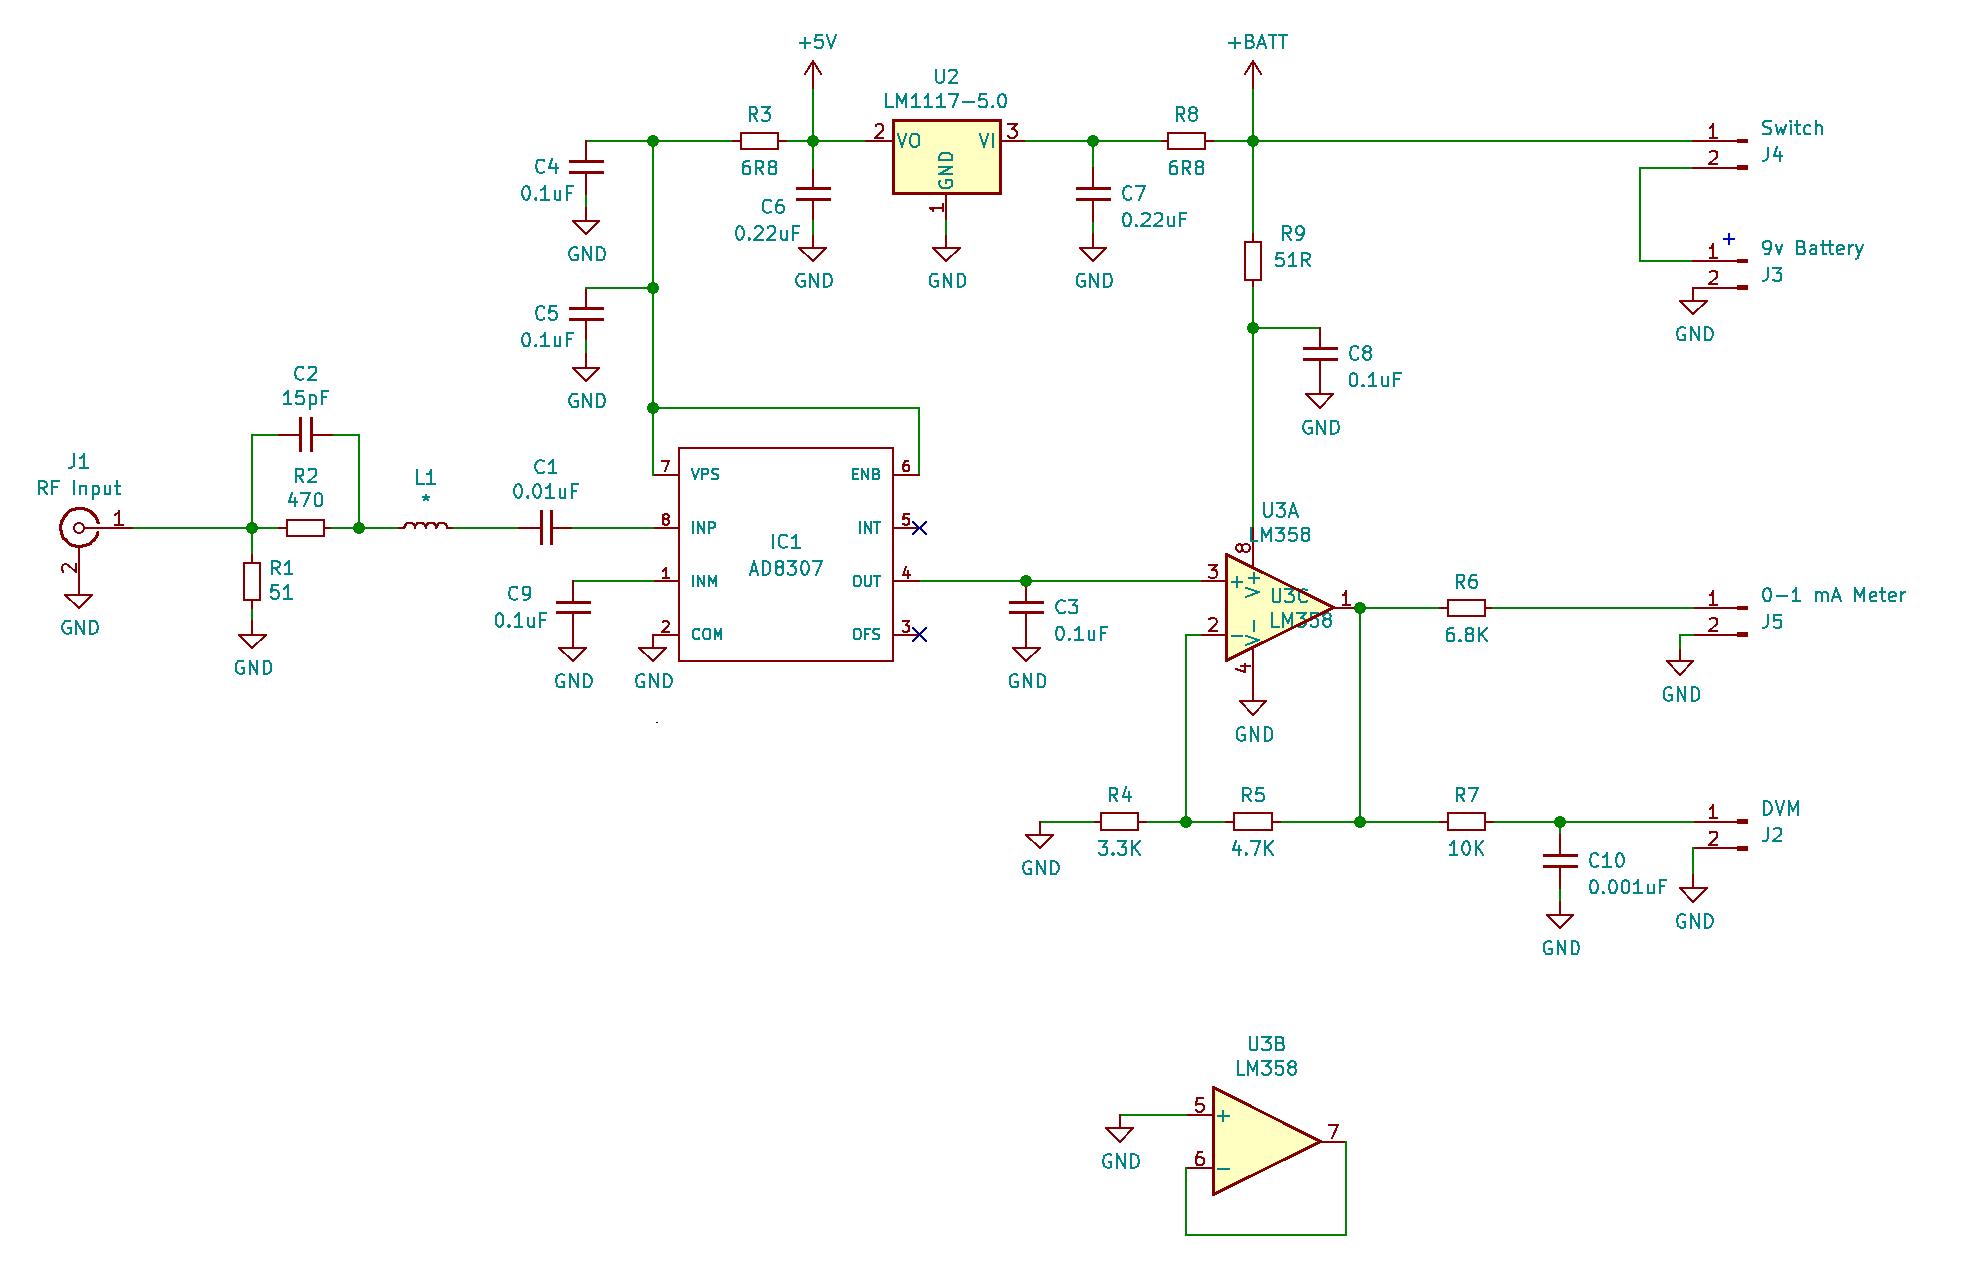 +5V
+BATT
U2
LM1117-5.0
R3
6R8
2
VO
GND
VI
3
1
R8
6R8
1
2
Switch
J4
C4
0.1uF
GND
C6
0.22uF
GND
GND
C7
0.22uF
GND
R9
51R
+
1
2
9v Battery
J3
GND
C5
0.1uF
GND
C8
0.1uF
GND
C2
15pF
J1
RF Input
1
2
GND
R2
470
L1
*
C1
0.01uF
R1
51
GND
7
VPS
ENB
6
8
INP
INT
5
IC1
AD8307
1
INM
OUT
4
2
COM
OFS
3
C9
0.1uF
GND
GND
C3
0.1uF
GND
U3A
LM358
8
3
+
V+
U3C
LM358
1
2
-
V-
4
GND
R6
6.8K
1
2
0-1 mA Meter
J5
GND
R4
3.3K
GND
R5
4.7K
R7
10K
1
2
DVM
J2
C10
0.001uF
GND
GND
U3B
LM358
5
+
7
6
-
GND